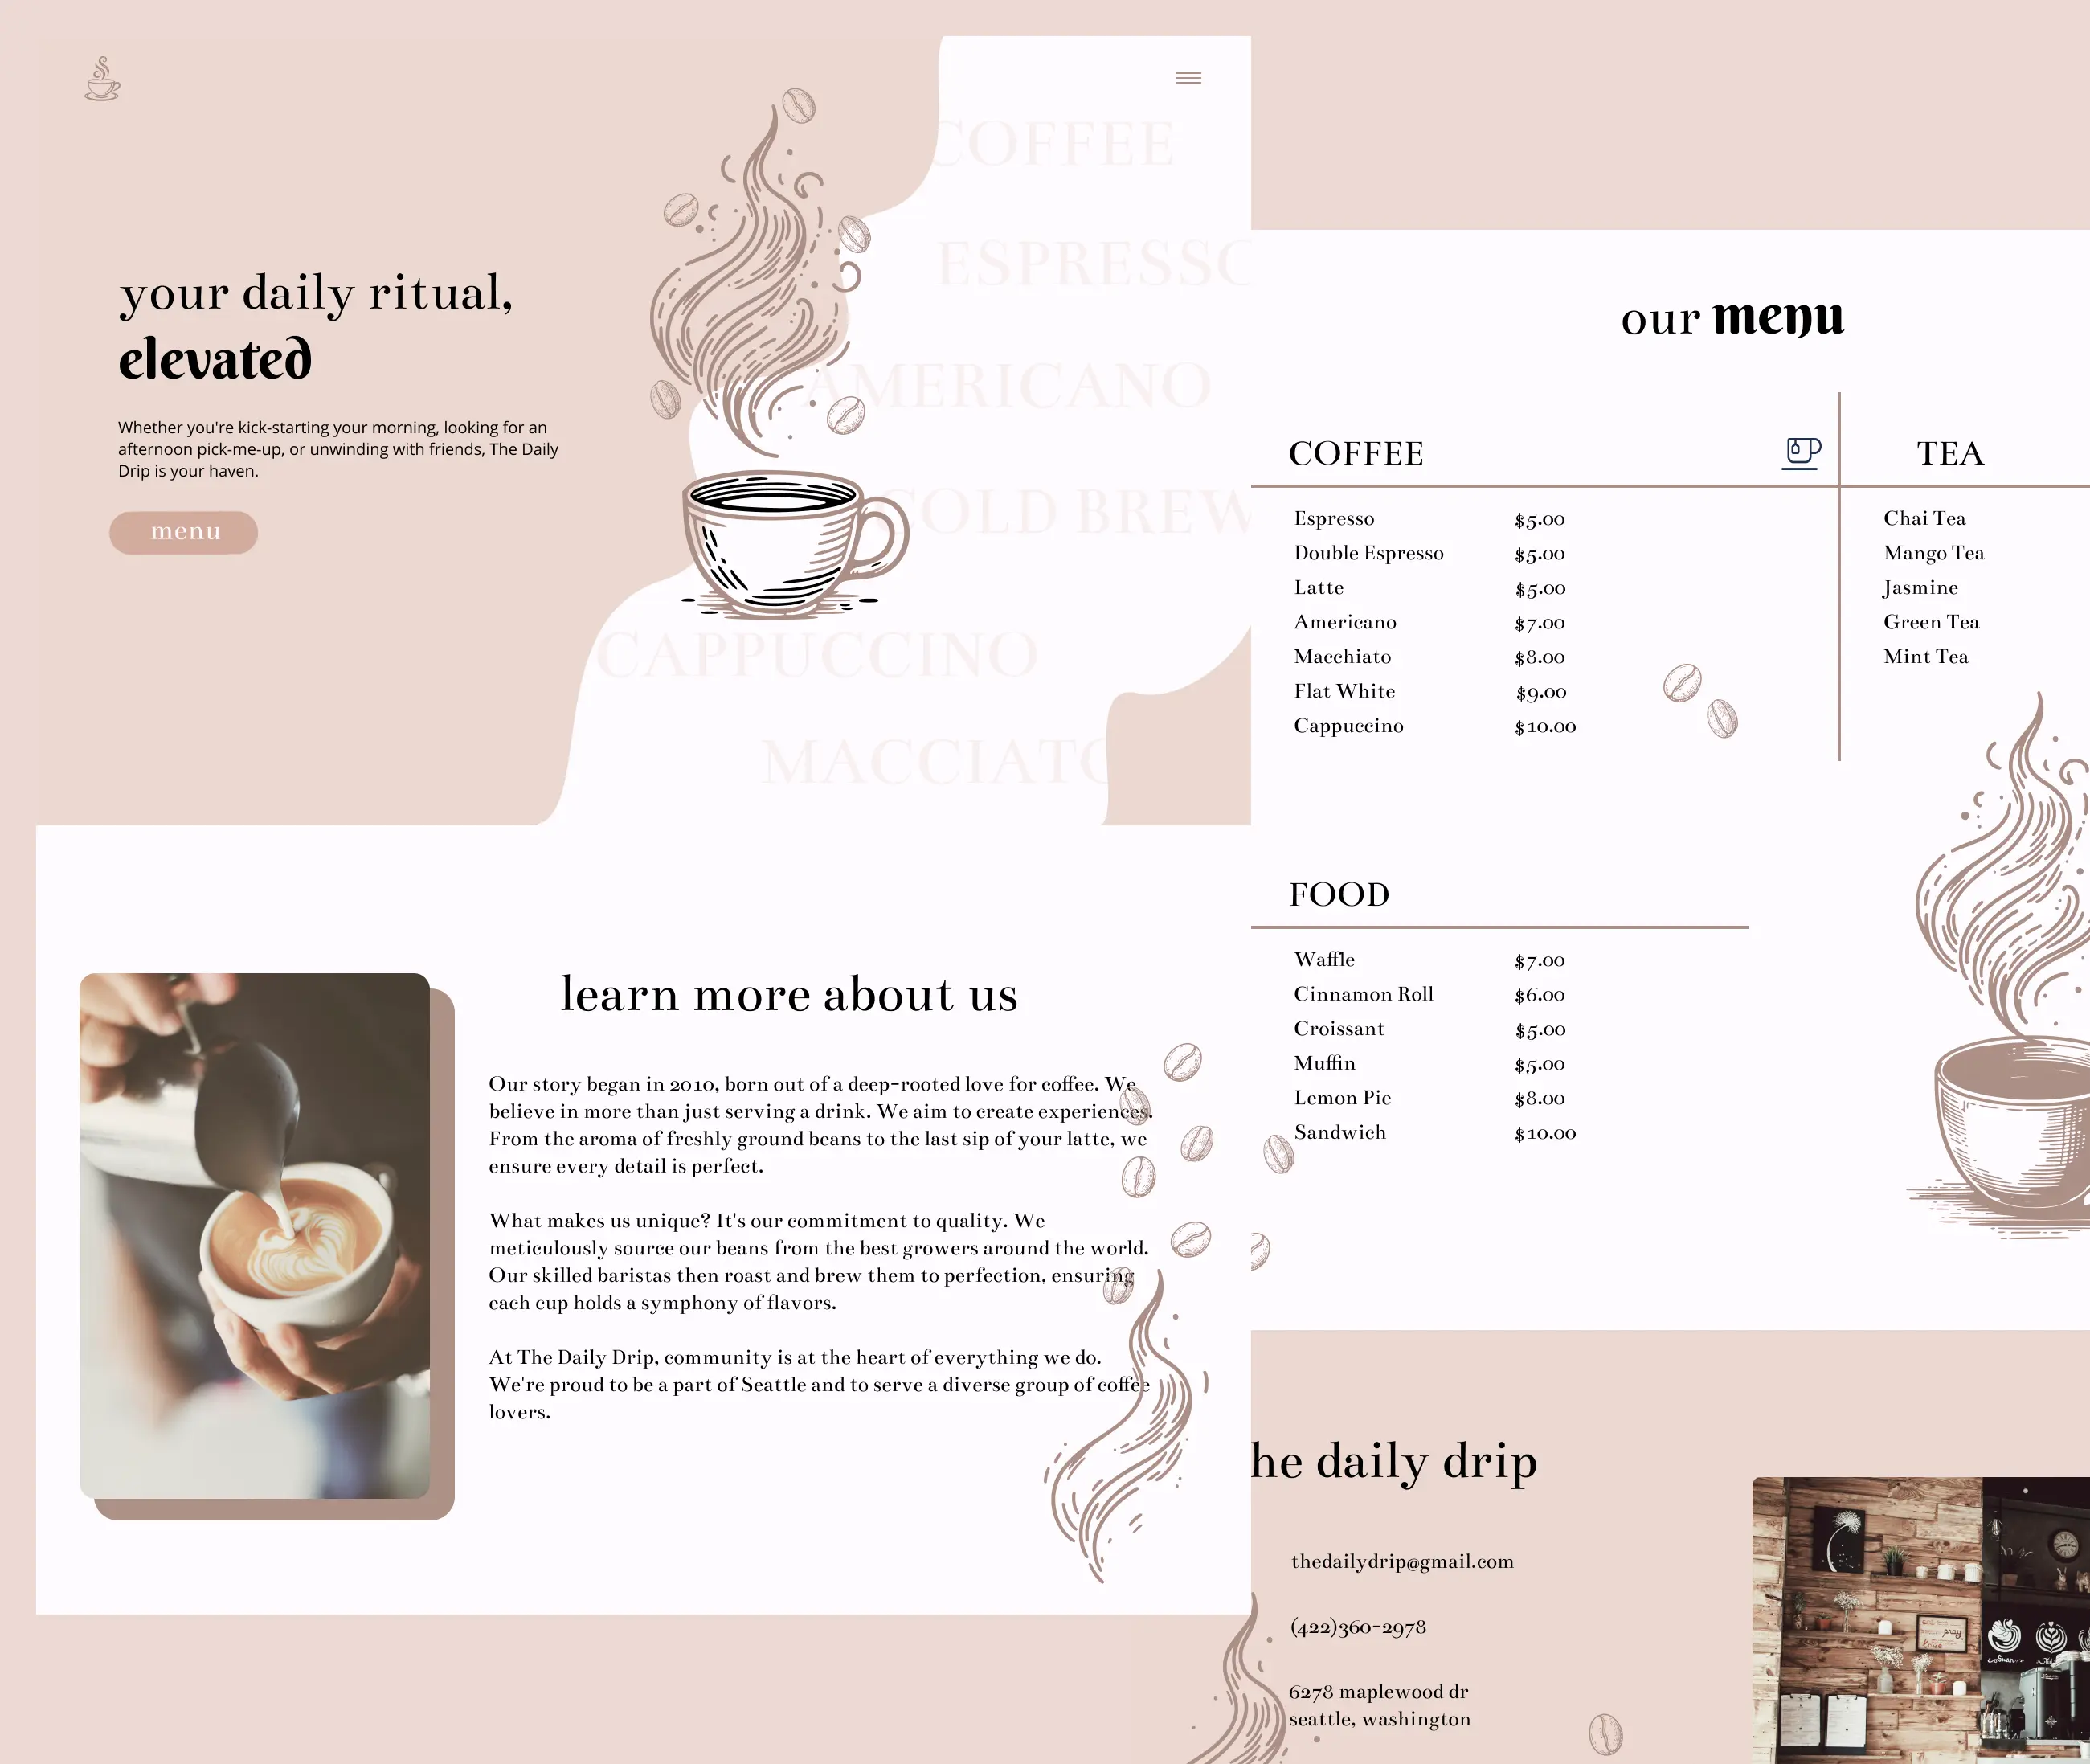 COFFEE
ESPRESSO
AMERICANO
COLD BREW
CAPPUCCINO
MACCIATO
your daily ritual,
elevated
Whether you're kick-starting your morning, looking for an
afternoon pick-me-up, or unwinding with friends, The Daily
Drip is your haven.
menu
learn more about us
Our story began in 2010, born out of a deep-rooted love for coffee. We
believe in more than just serving a drink. We aim to create experiences.
From the aroma of freshly ground beans to the last sip of your latte, we
ensure every detail is perfect.
What makes us unique? It's our commitment to quality. We
meticulously source our beans from the best growers around the world.
Our skilled baristas then roast and brew them to perfection, ensuring
each cup holds a symphony of flavors.
At The Daily Drip, community is at the heart of everything we do.
We're proud to be a part of Seattle and to serve a diverse group of coffee
lovers.
our menu
COFFEE
Espresso $5.00
Double Espresso $5.00
Latte $5.00
Americano $7.00
Macchiato $8.00
Flat White $9.00
Cappuccino $10.00
TEA
Chai Tea
Mango Tea
Jasmine
Green Tea
Mint Tea
FOOD
Waffle $7.00
Cinnamon Roll $6.00
Croissant $5.00
Muffin $5.00
Lemon Pie $8.00
Sandwich $10.00
he daily drip
thedailydrip@gmail.com
(422)360-2978
6278 maplewood dr
seattle, washington
pray